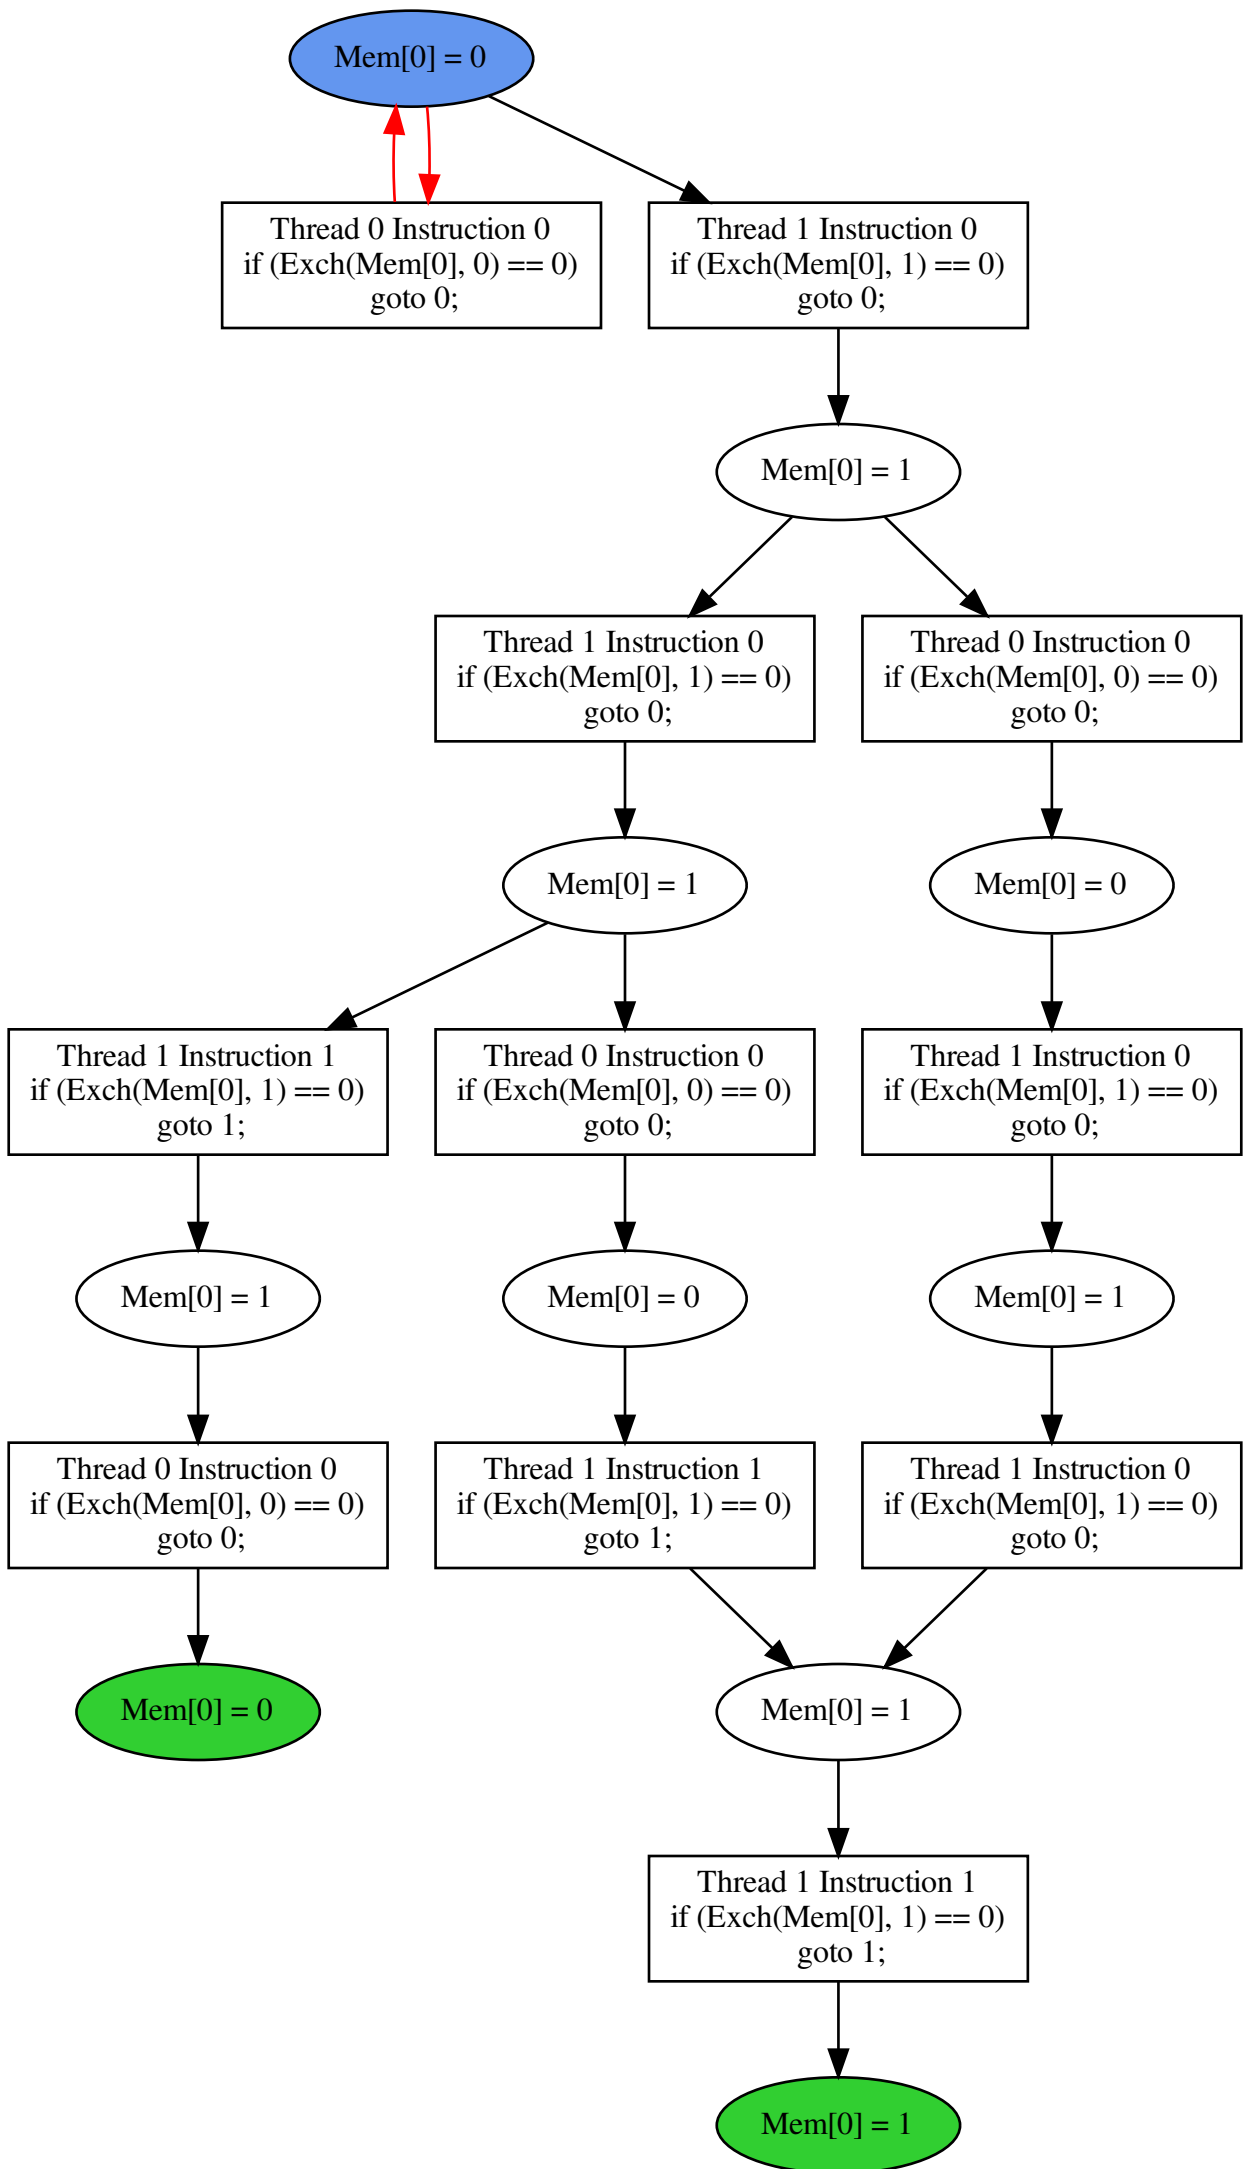 Mem[0] = 0
Thread 0 Instruction 0
if (Exch(Mem[0], 0) == 0)
goto 0;
Thread 1 Instruction 0
if (Exch(Mem[0], 1) == 0)
goto 0;
Mem[0] = 1
Thread 1 Instruction 0
if (Exch(Mem[0], 1) == 0)
goto 0;
Thread 0 Instruction 0
if (Exch(Mem[0], 0) == 0)
goto 0;
Mem[0] = 1
Mem[0] = 0
Thread 1 Instruction 1
if (Exch(Mem[0], 1) == 0)
goto 1;
Thread 0 Instruction 0
if (Exch(Mem[0], 0) == 0)
goto 0;
Thread 1 Instruction 0
if (Exch(Mem[0], 1) == 0)
goto 0;
Mem[0] = 1
Mem[0] = 0
Mem[0] = 1
Thread 0 Instruction 0
if (Exch(Mem[0], 0) == 0)
goto 0;
Thread 1 Instruction 1
if (Exch(Mem[0], 1) == 0)
goto 1;
Thread 1 Instruction 0
if (Exch(Mem[0], 1) == 0)
goto 0;
Mem[0] = 0
Mem[0] = 1
Thread 1 Instruction 1
if (Exch(Mem[0], 1) == 0)
goto 1;
Mem[0] = 1